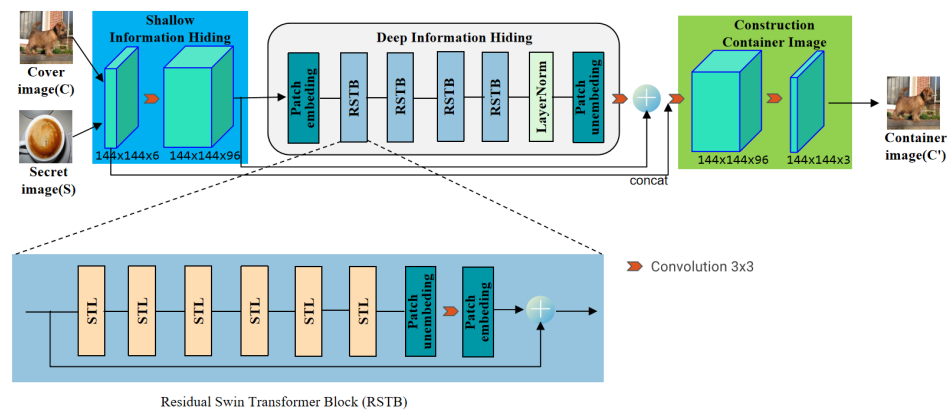 Cover
image(C)
Secret
image(S)
Shallow
Information Hiding
144x144x6
144x144x96
Deep Information Hiding
Patch
embeding
RSTB
RSTB
RSTB
RSTB
LayerNorm
Patch
unembeding
concat
Construction
Container Image
144x144x96
144x144x3
Container
image(C')
STL
STL
STL
STL
STL
STL
Patch
unembeding
Patch
embeding
Convolution 3x3
Residual Swin Transformer Block (RSTB)